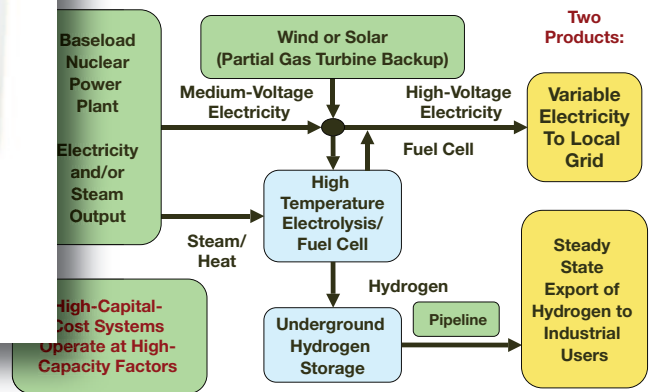 Baseload
Nuclear
Power
Plant
Electricity
and/or
Steam
Output
Wind or Solar
(Partial Gas Turbine Backup)
Two
Products:
Medium-Voltage
Electricity
High-Voltage
Electricity
Variable
Electricity
To Local
Grid
Fuel Cell
High
Temperature
Electrolysis/
Fuel Cell
Steam/
Heat
Hydrogen
Pipeline
Steady
State
Export of
Hydrogen to
Industrial
Users
High-Capital-
Cost Systems
Operate at High-
Capacity Factors
Underground
Hydrogen
Storage